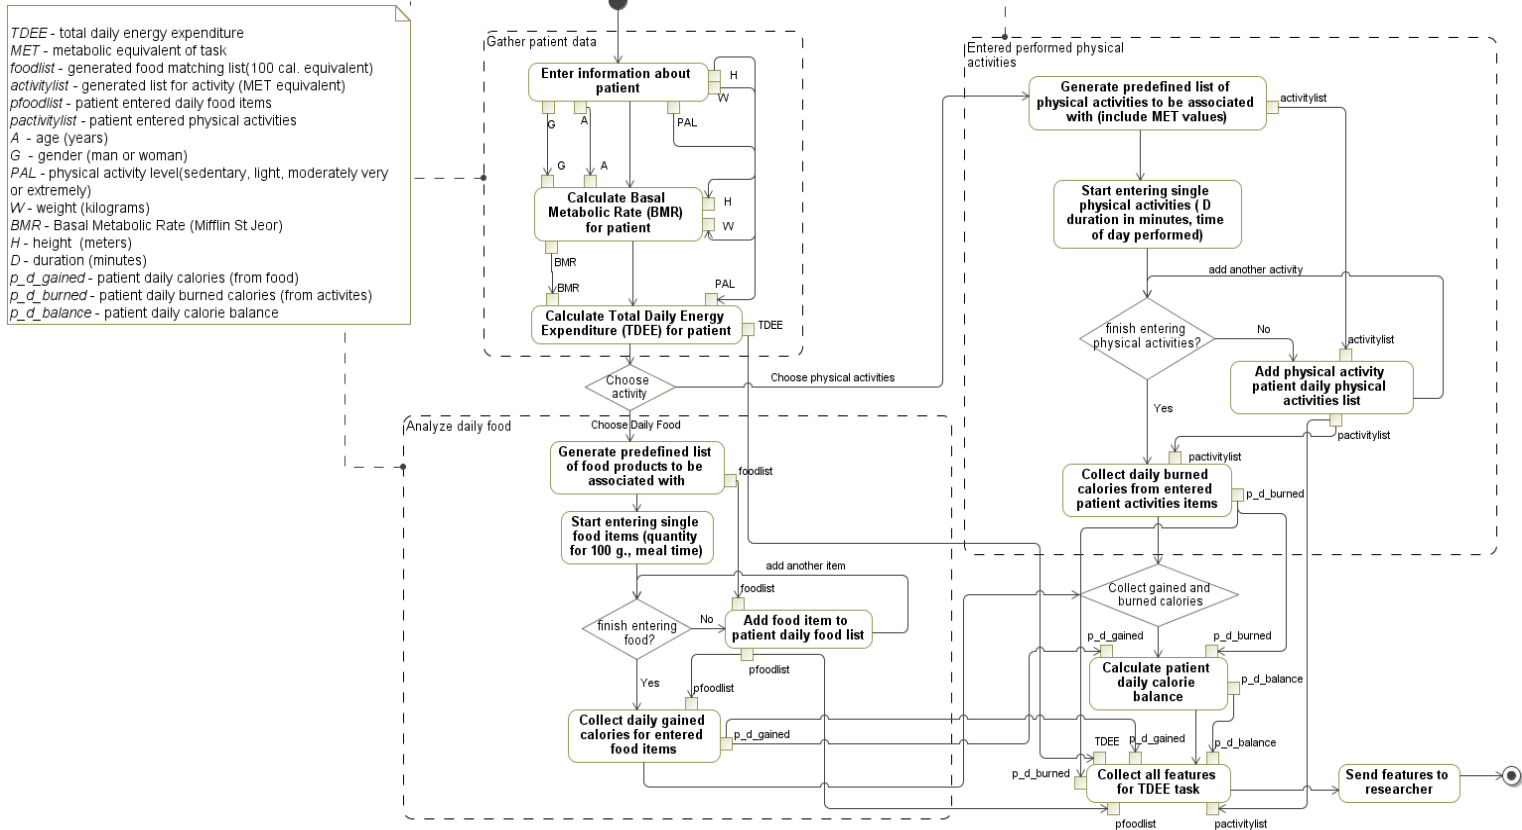 TDEE - total daily energy expenditure
MET - metabolic equivalent of task
foodlist - generated food matching list(100 cal. equivalent)
activitylist - generated list for activity (MET equivalent)
pfoodlist - patient entered daily food items
pactivitylist - patient entered physical activities
A - age (years)
G - gender (man or woman)
PAL - physical activity level(sedentary, light, moderately very
or extremely)
W - weight (kilograms)
BMR - Basal Metabolic Rate (Mifflin St Jeor)
H - height (meters)
D - duration (minutes)
p_d_gained - patient daily calories (from food)
p_d_burned - patient daily burned calories (from activites)
p_d_balance - patient daily calorie balance
Gather patient data
Enter information about
patient
H
W
G
A
PAL
G
A
Calculate Basal
Metabolic Rate (BMR)
for patient
H
W
BMR
BMR
PAL
Calculate Total Daily Energy
Expenditure (TDEE) for patient
TDEE
Choose
activity
Choose physical activities
Choose Daily Food
Analyze daily food
Generate predefined list
of food products to be
associated with
foodlist
Start entering single
food items (quantity
for 100 g., meal time)
add another item
foodlist
finish entering
food?
No
Add food item to
patient daily food list
pfoodlist
Yes
pfoodlist
Collect daily gained
calories for entered
food items
p_d_gained
Entered performed physical
activities
Generate predefined list of
physical activities to be associated
with (include MET values)
activitylist
Start entering single
physical activities ( D
duration in minutes, time
of day performed)
add another activity
finish entering
physical activities?
No
activitylist
Add physical activity
patient daily physical
activities list
Yes
pactivitylist
pactivitylist
Collect daily burned
calories from entered
patient activities items
p_d_burned
Collect gained and
burned calories
p_d_gained
p_d_burned
Calculate patient
daily calorie
balance
p_d_balance
TDEE
p_d_gained
p_d_balance
p_d_burned
Collect all features
for TDEE task
pfoodlist
pactivitylist
Send features to
researcher